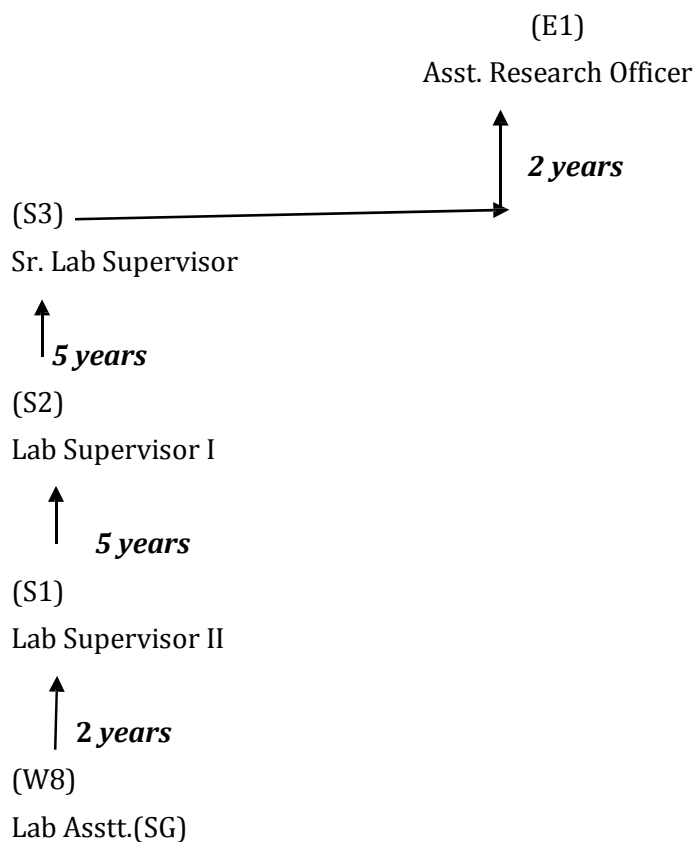 (E1)
Asst. Research Officer
2 years
(S3)
Sr. Lab Supervisor
5 years
(S2)
Lab Supervisor I
5 years
(S1)
Lab Supervisor II
2 years
(W8)
Lab Asstt.(SG)